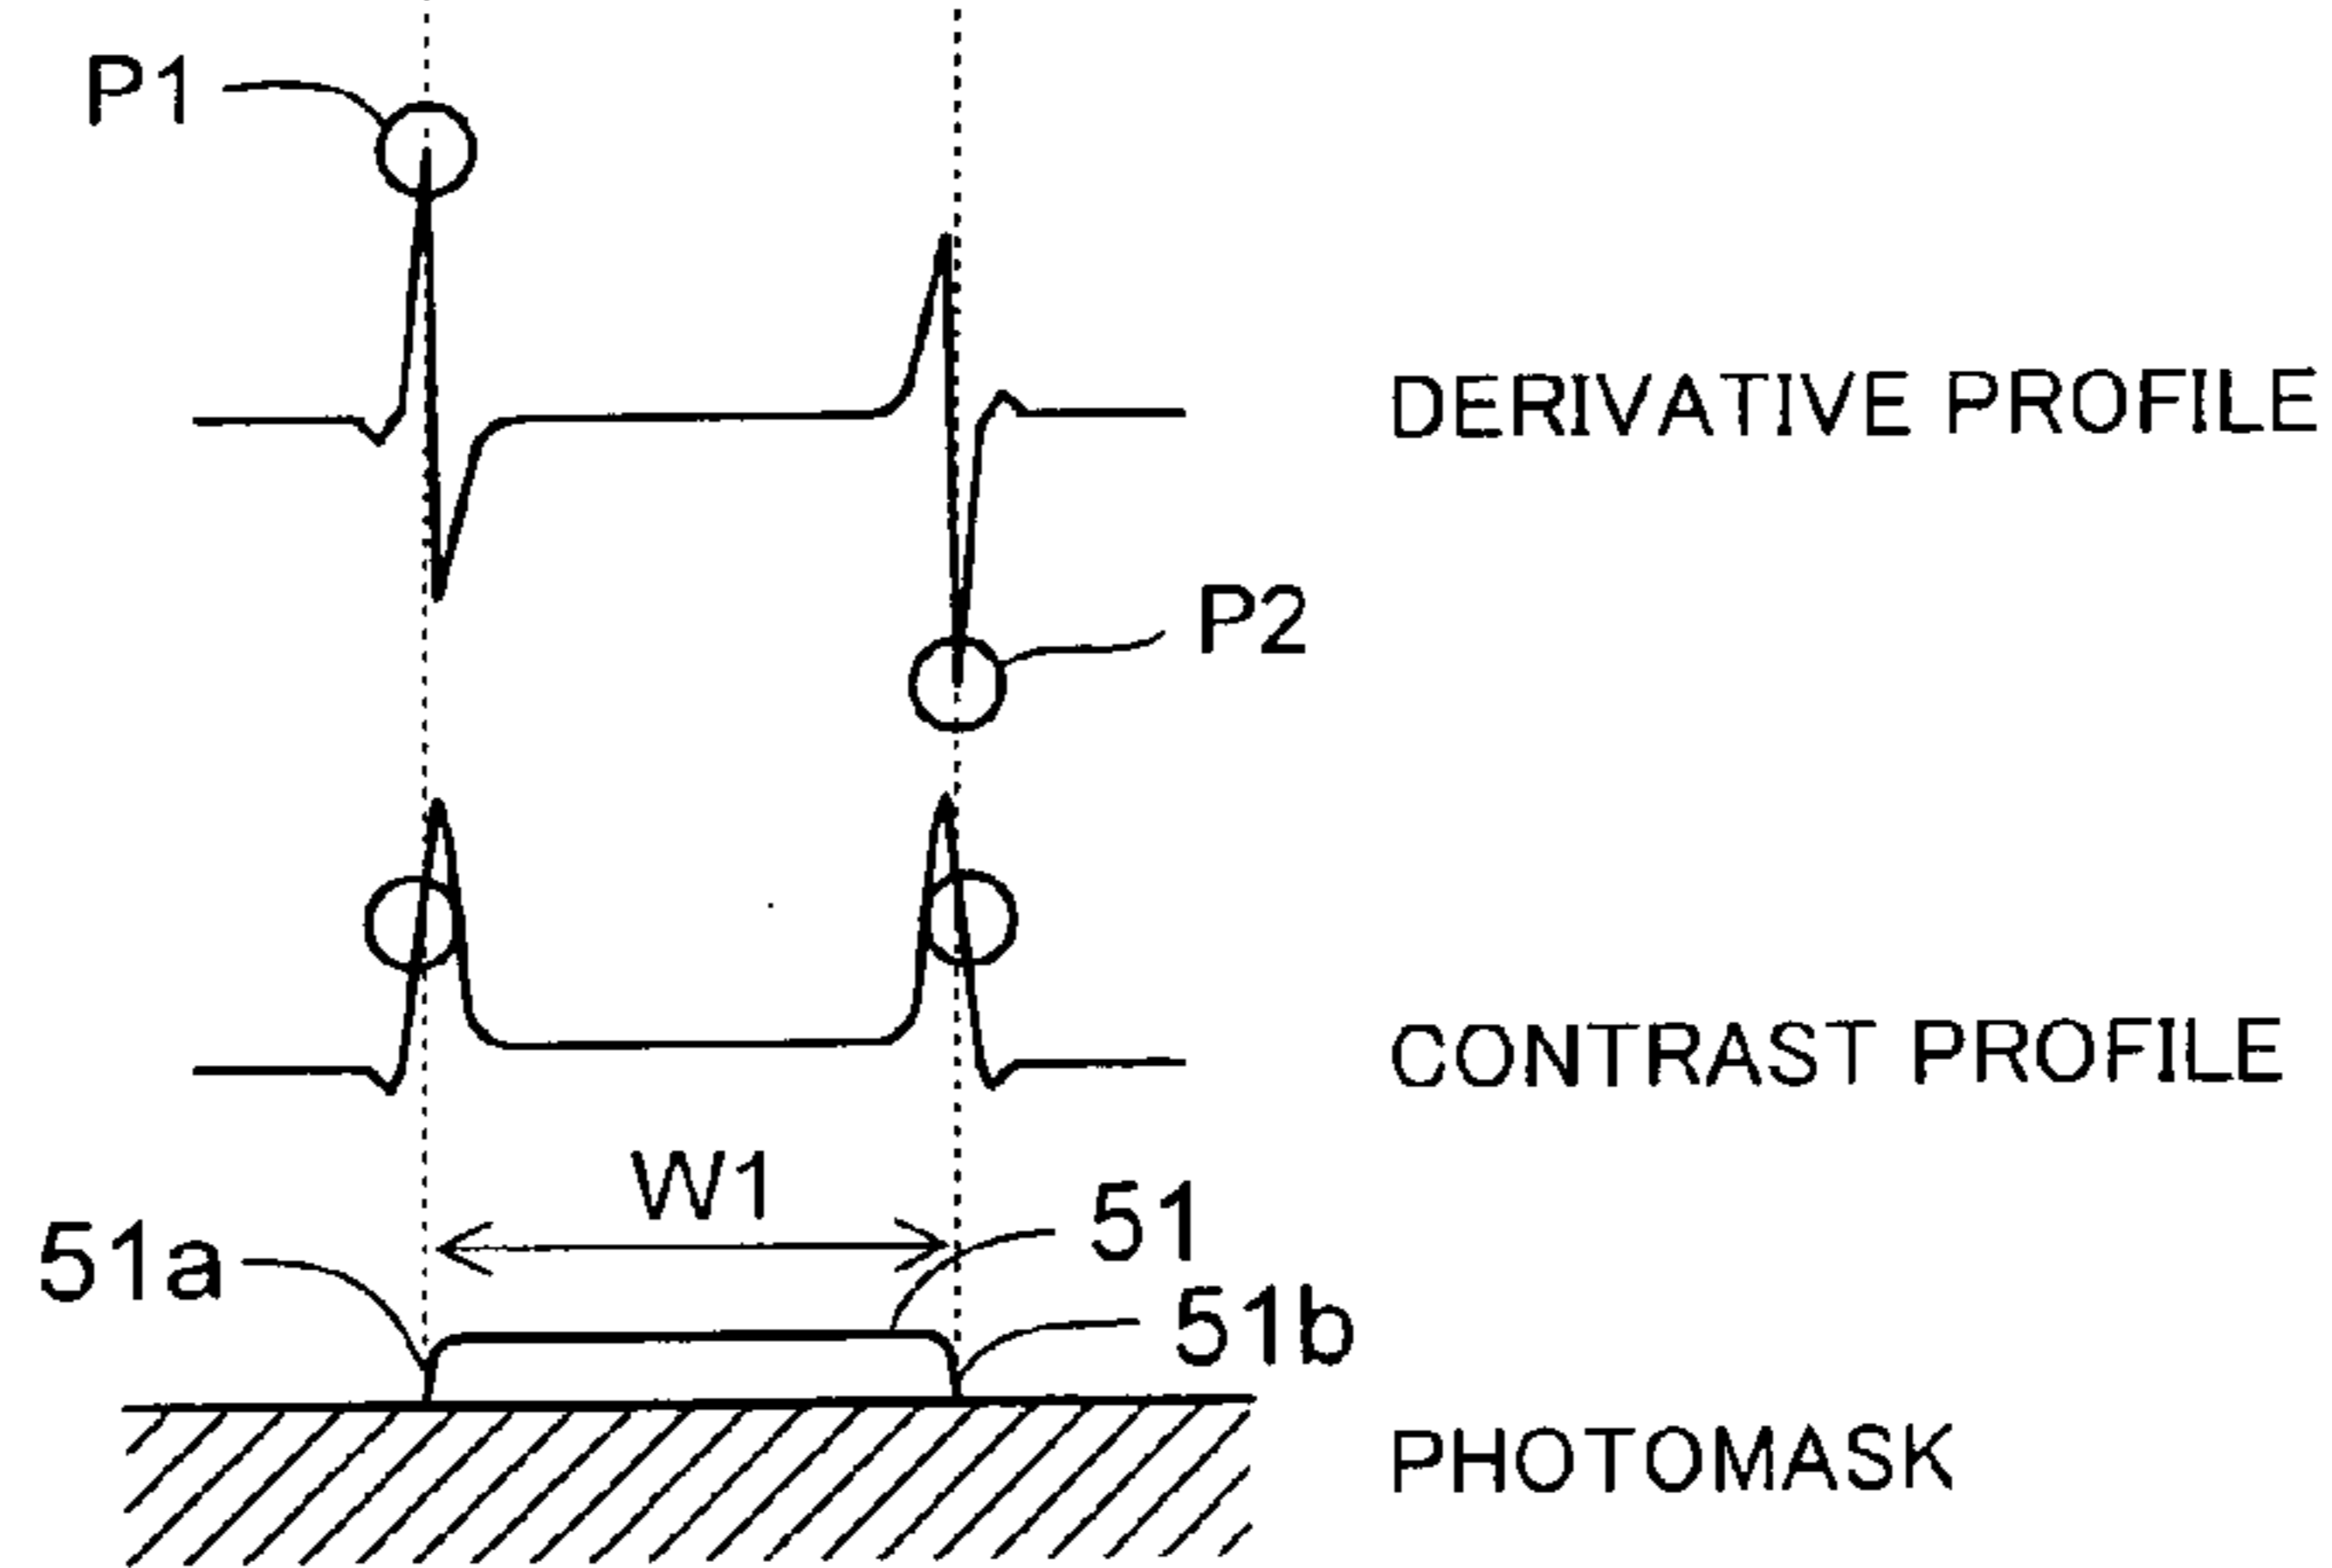 P1
DERIVATIVE PROFILE
P2
CONTRAST PROFILE
W1
51
51a
51b
PHOTOMASK